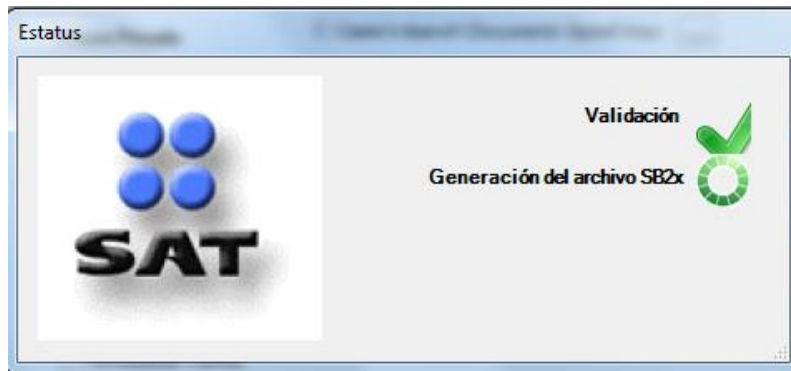 Estatus
Validación
Generación del archivo SB2x
SAT